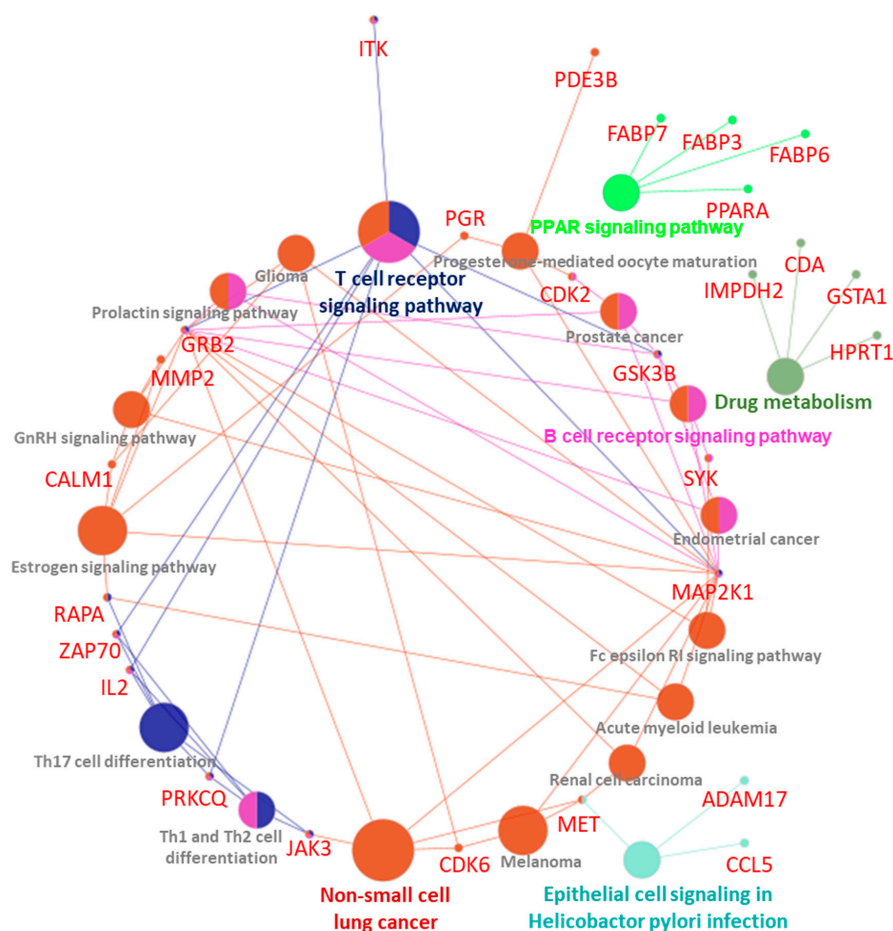 ITK
PDE3B
FABP7
FABP3
FABP6
PPARA
PPAR signaling pathway
PGR
Progesterone-mediated oocyte maturation
Glioma
T cell receptor
signaling pathway
CDA
IMPDH2
GSTA1
HPRT1
Drug metabolism
CDK2
Prolactin signaling pathway
GRB2
Prostate cancer
GSK3B
MMP2
GnRH signaling pathway
B cell receptor signaling pathway
CALM1
SYK
Endometrial cancer
Estrogen signaling pathway
MAP2K1
RAPA
ZAP70
Fc epsilon RI signaling pathway
IL2
Acute myeloid leukemia
Th17 cell differentiation
Renal cell carcinoma
PRKCQ
ADAM17
Th1 and Th2 cell
differentiation
JAK3
MET
CDK6
Melanoma
CCL5
Non-small cell
lung cancer
Epithelial cell signaling in
Helicobactor pylori infection